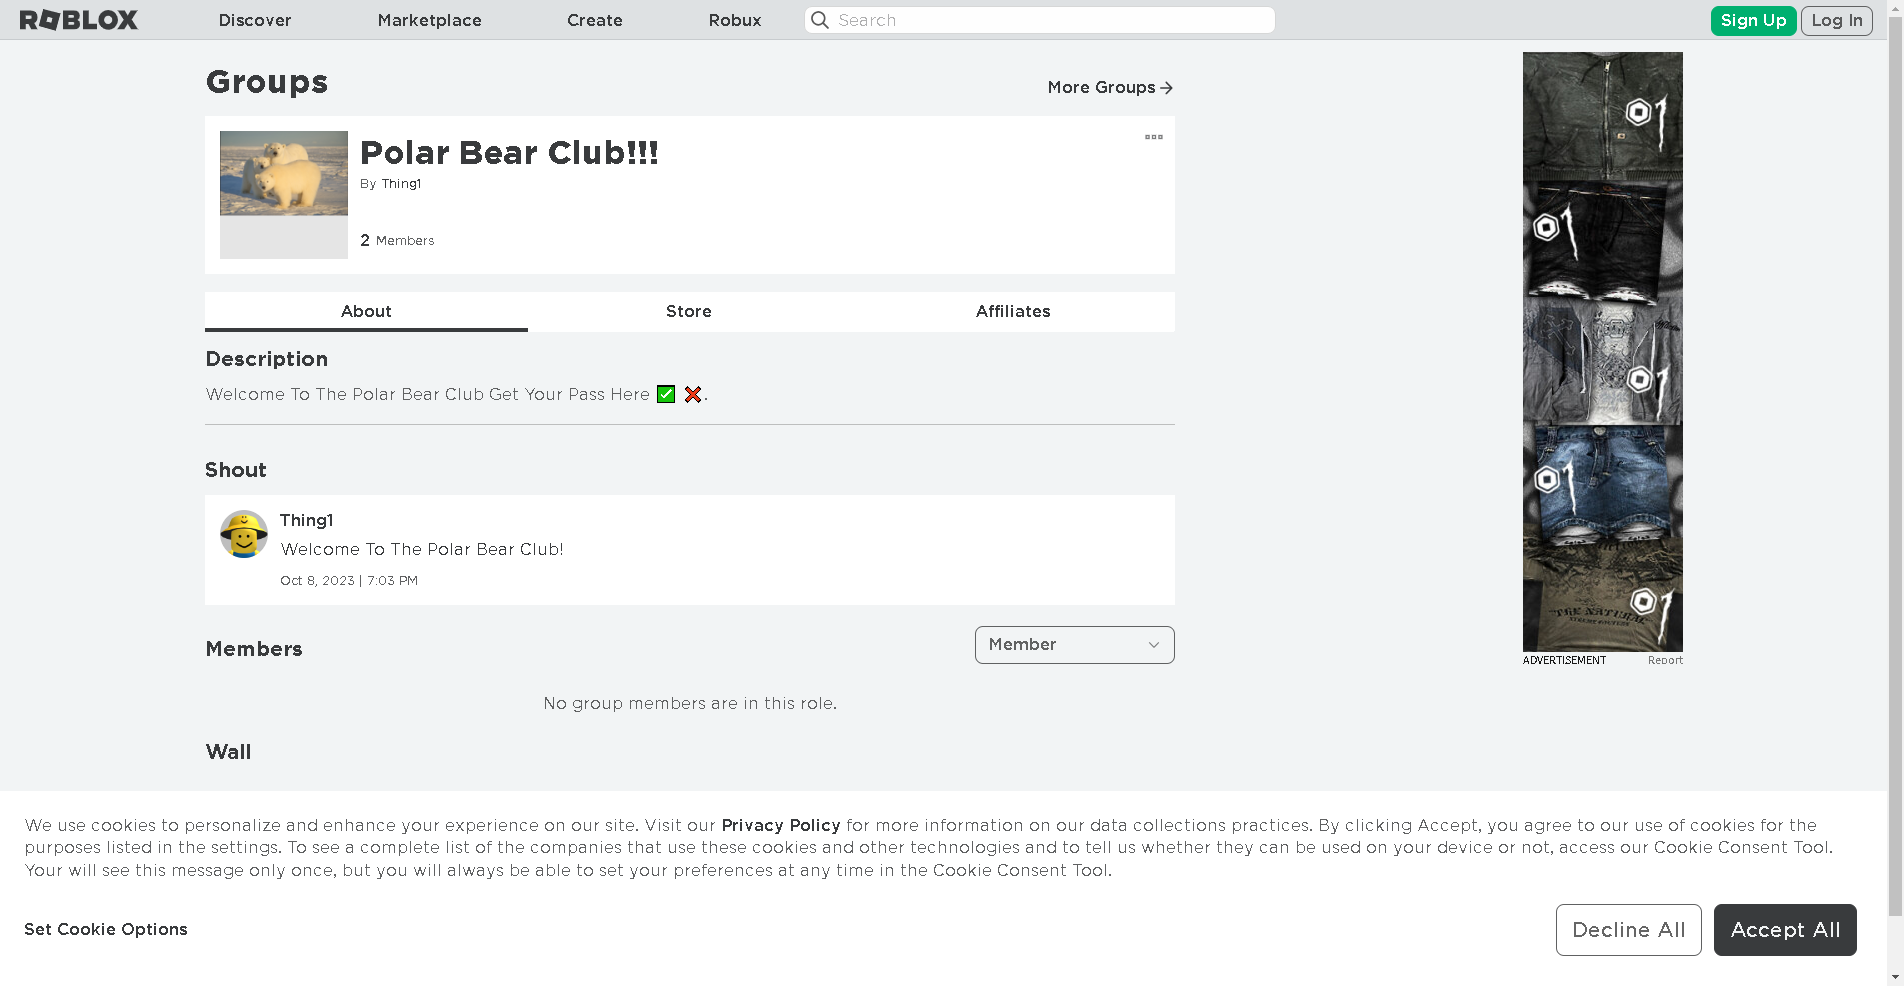 ROBLOX
Discover
Marketplace
Create
Robux
Search
Sign Up
Log In
Groups
More Groups
Polar Bear Club!!!
By Thing1
2 Members
About
Store
Affiliates
Description
Welcome To The Polar Bear Club Get Your Pass Here ✅ ❌.
Shout
Thing1
Welcome To The Polar Bear Club!
Oct 8, 2023 | 7:03 PM
Members
Member
No group members are in this role.
Wall
THE NATURAL
ADVERTISEMENT
Report
We use cookies to personalize and enhance your experience on our site. Visit our Privacy Policy for more information on our data collections practices. By clicking Accept, you agree to our use of cookies for the
purposes listed in the settings. To see a complete list of the companies that use these cookies and other technologies and to tell us whether they can be used on your device or not, access our Cookie Consent Tool.
Your will see this message only once, but you will always be able to set your preferences at any time in the Cookie Consent Tool.
Set Cookie Options
Decline All
Accept All